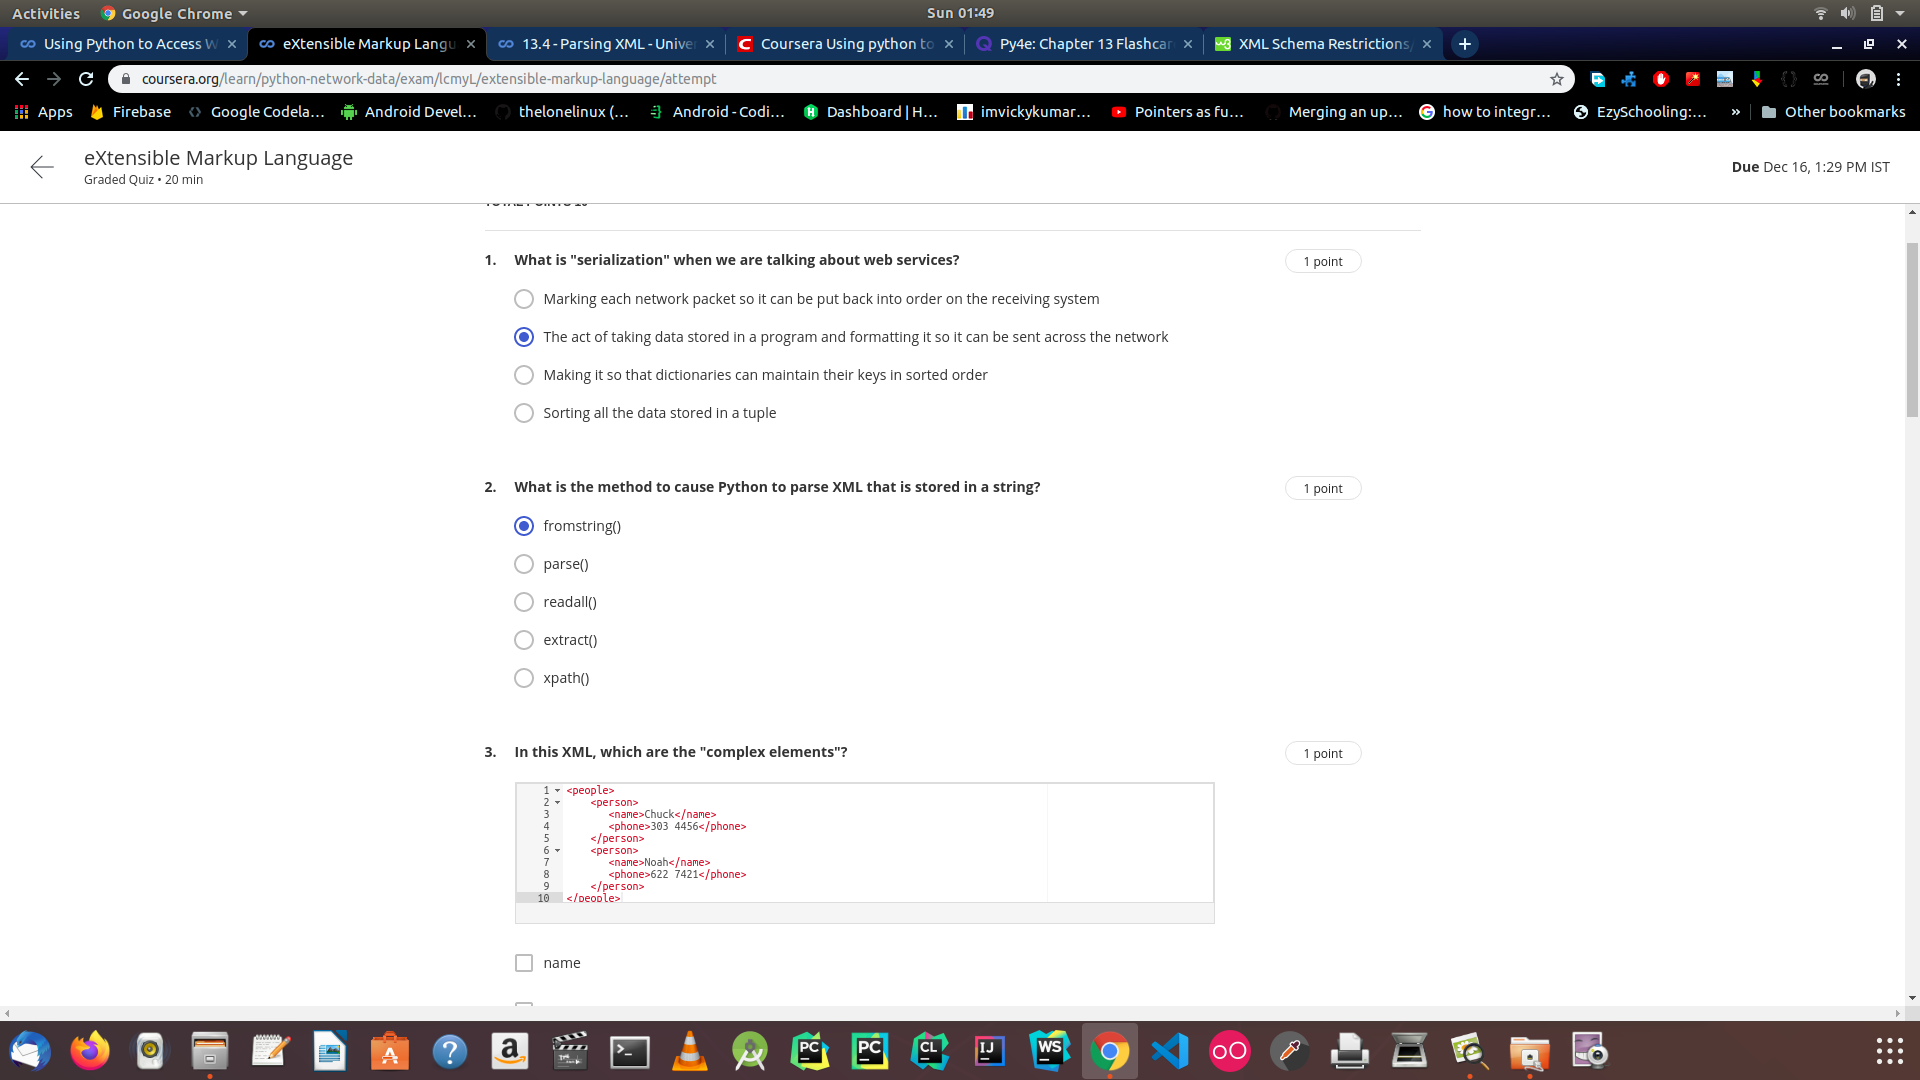 Activities Google Chrome Sun 01:49
Using Python to Access W eXtensible Markup Langu 13.4 - Parsing XML - Unive Coursera Using python to Py4e: Chapter 13 Flashcar XML Schema Restrictions
coursera.org/learn/python-network-data/exam/lcmyL/extensible-markup-language/attempt
Apps Firebase Google Codela... Android Devel... thelonelinux (... Android - Codi... Dashboard | H... imvickykumar... Pointers as fu... Merging an up... how to integr... EzySchooling:... » Other bookmarks
eXtensible Markup Language
Graded Quiz • 20 min
Due Dec 16, 1:29 PM IST
1. What is "serialization" when we are talking about web services? 1 point
Marking each network packet so it can be put back into order on the receiving system
The act of taking data stored in a program and formatting it so it can be sent across the network
Making it so that dictionaries can maintain their keys in sorted order
Sorting all the data stored in a tuple
2. What is the method to cause Python to parse XML that is stored in a string? 1 point
fromstring()
parse()
readall()
extract()
xpath()
3. In this XML, which are the "complex elements"? 1 point
1 <people>
2 <person>
3 <name>Chuck</name>
4 <phone>303 4456</phone>
5 </person>
6 <person>
7 <name>Noah</name>
8 <phone>622 7421</phone>
9 </person>
10 </people>
name